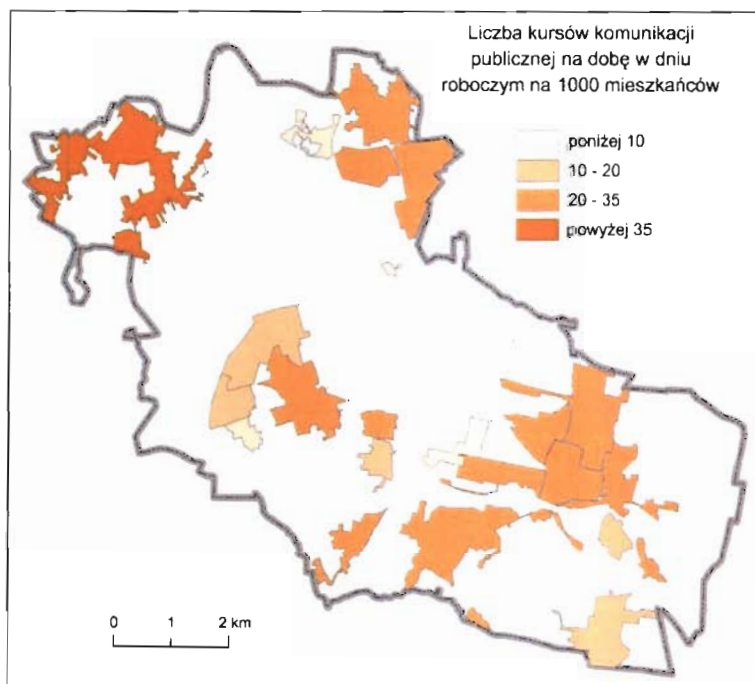 Liczba kursów komunikacji
publicznej na dobę w dniu
roboczym na 1000 mieszkańców
poniżej 10
10 - 20
20 - 35
powyżej 35
0 1 2 km